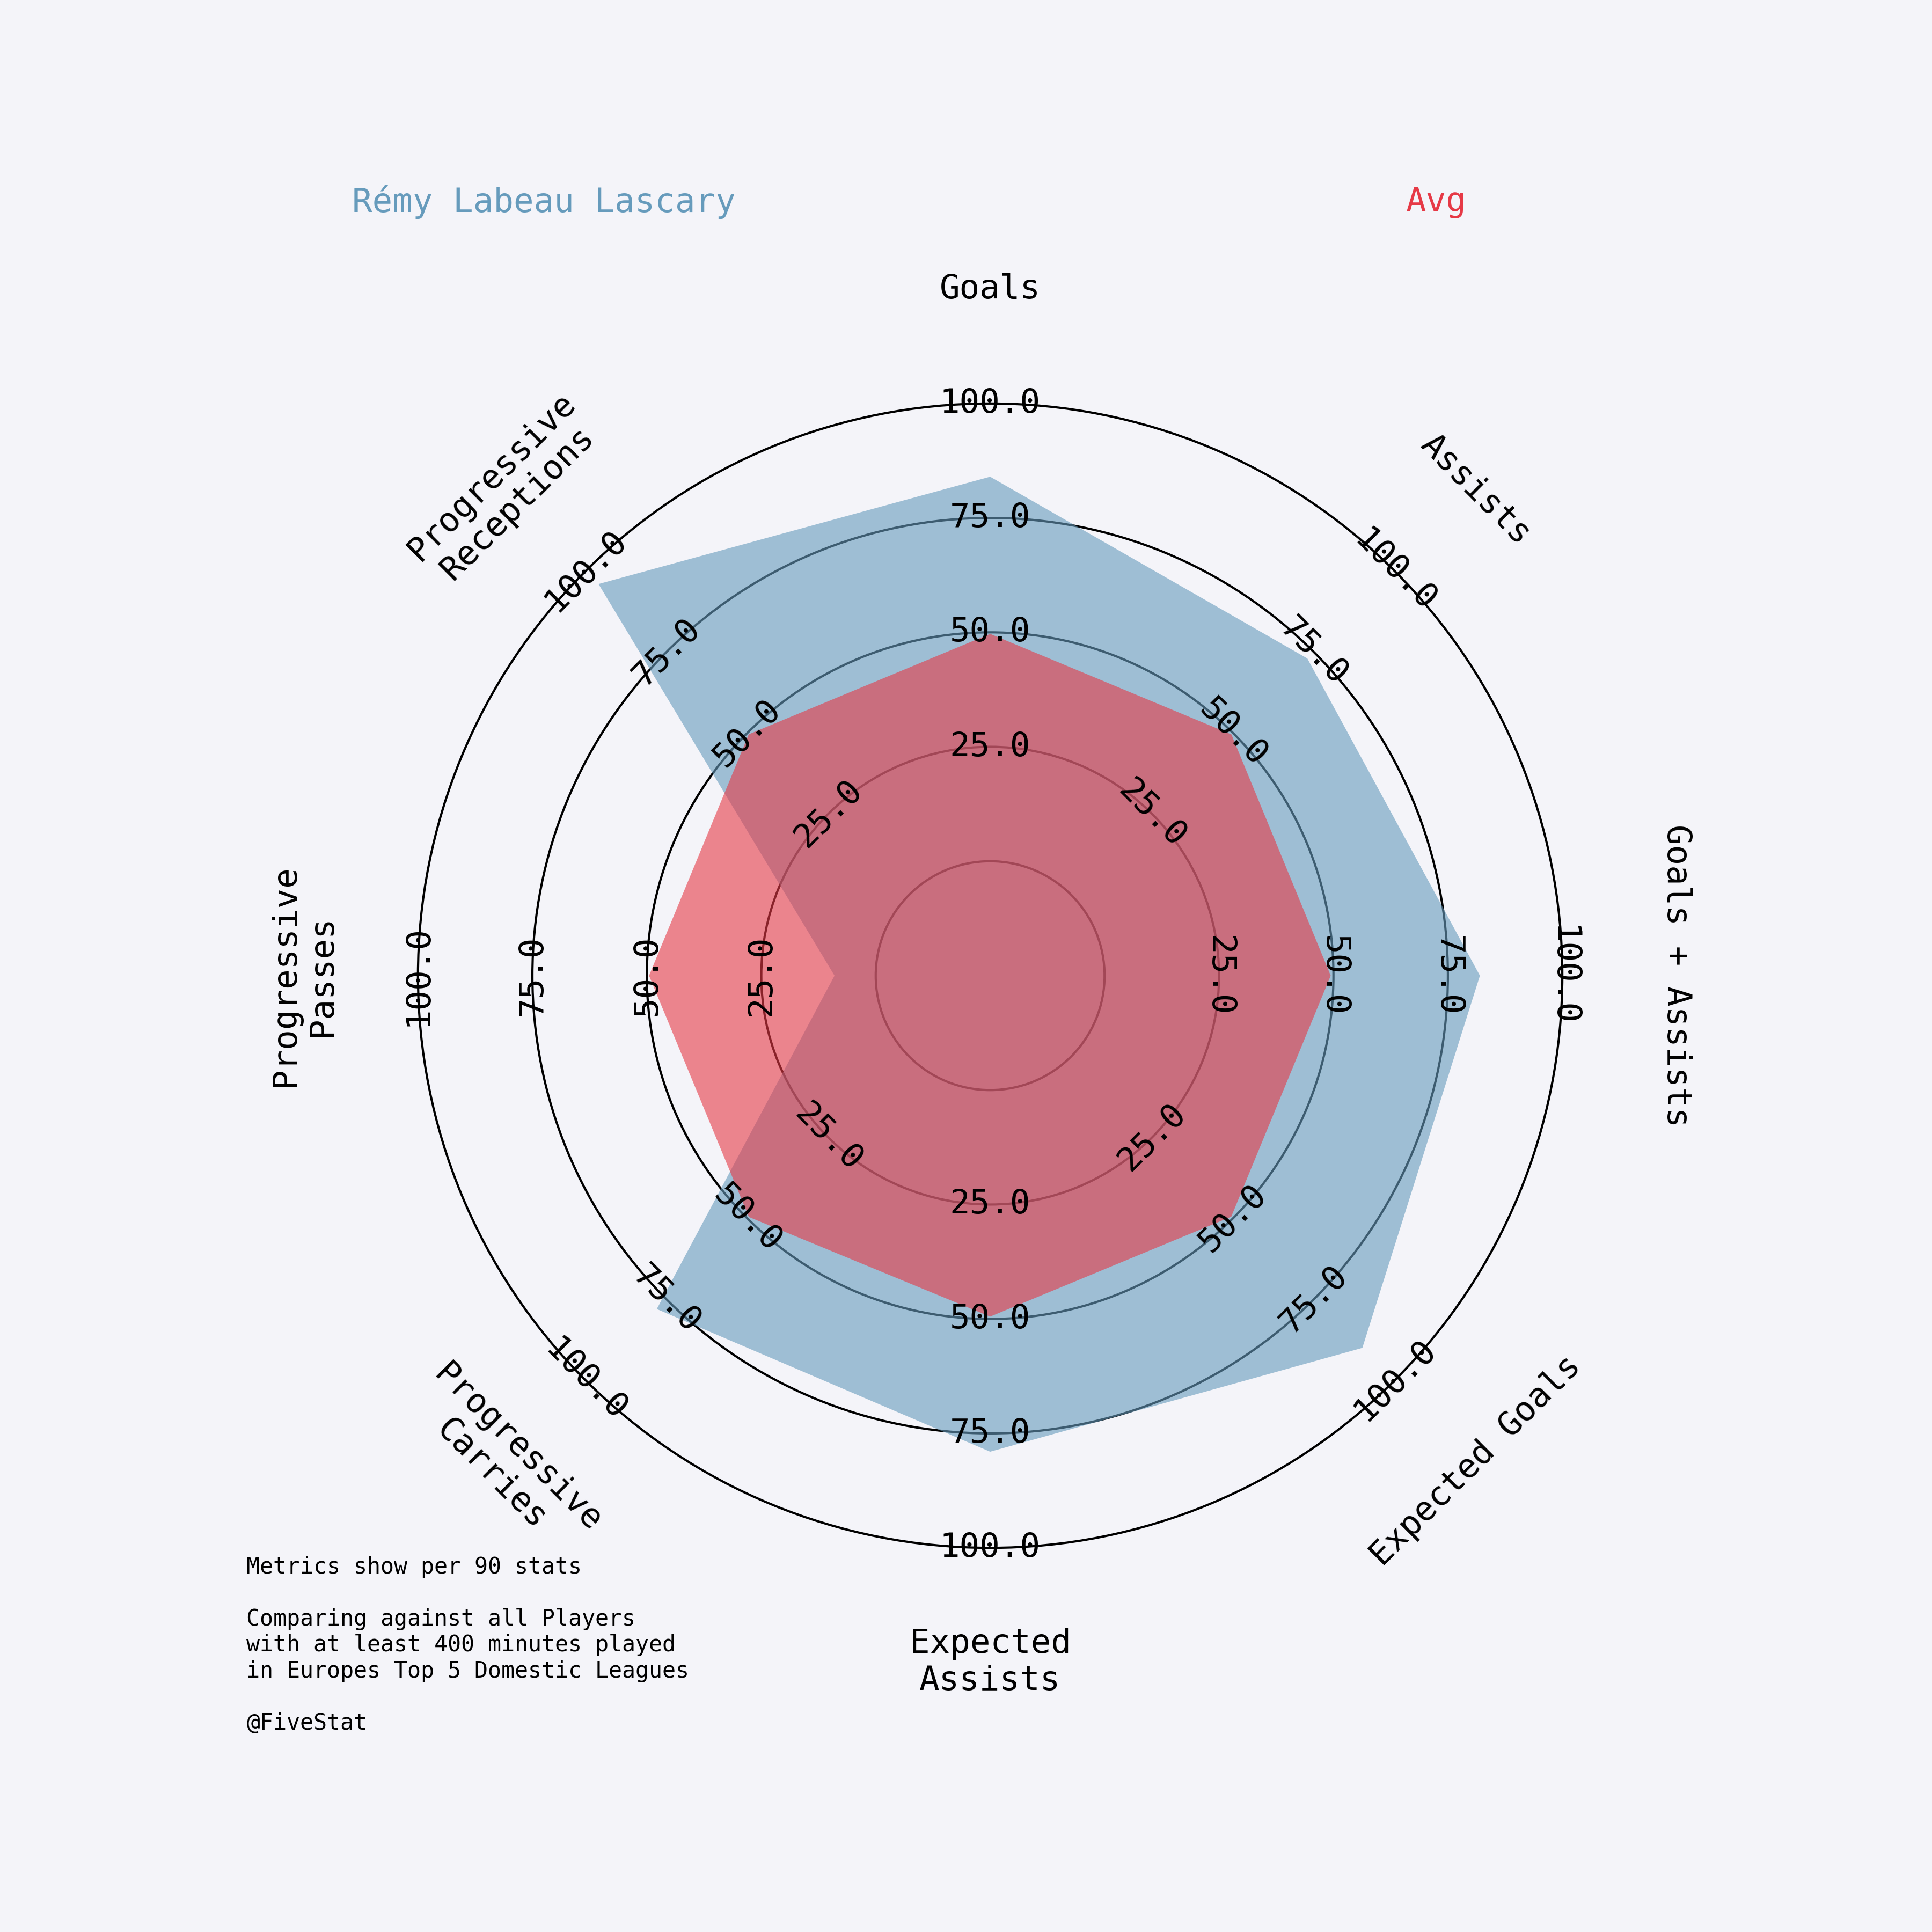 Rémy Labeau Lascary
Avg
Goals
Assists
Goals + Assists
Expected Goals
Expected
Assists
Progressive
Carries
Progressive
Passes
Progressive
Receptions
25.0
50.0
75.0
100.0
25.0
50.0
75.0
100.0
25.0
50.0
75.0
100.0
25.0
50.0
75.0
100.0
25.0
50.0
75.0
100.0
25.0
50.0
75.0
100.0
25.0
50.0
75.0
100.0
25.0
50.0
75.0
100.0
Metrics show per 90 stats
Comparing against all Players
with at least 400 minutes played
in Europes Top 5 Domestic Leagues
@FiveStat